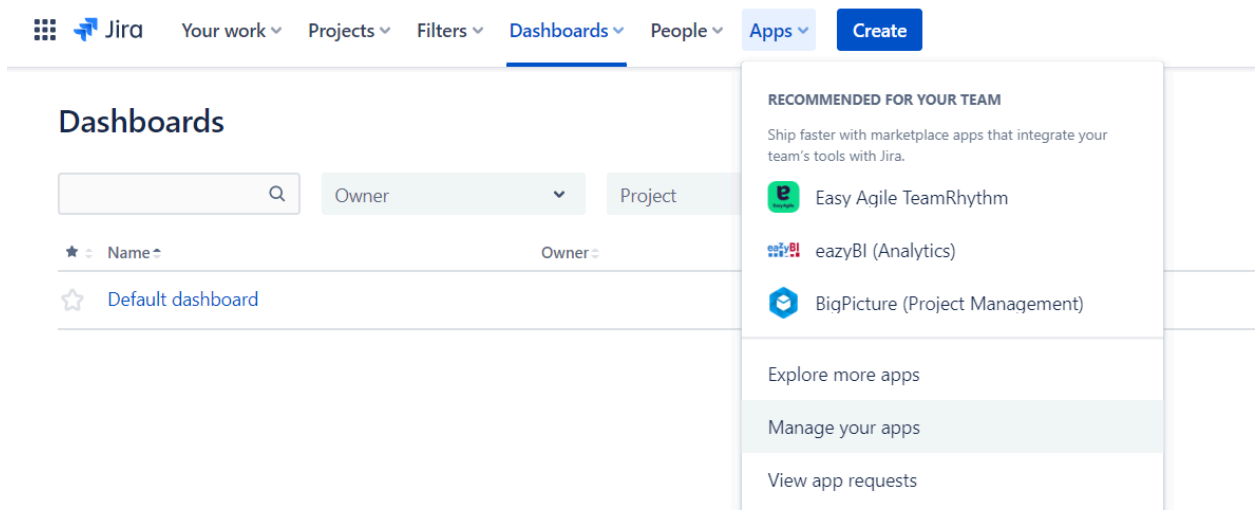 Jira Your work Projects Filters Dashboards People Apps Create
Dashboards
Owner Project
Name Owner
Default dashboard
RECOMMENDED FOR YOUR TEAM
Ship faster with marketplace apps that integrate your
team's tools with Jira.
Easy Agile TeamRhythm
eazyBI eazyBI (Analytics)
BigPicture (Project Management)
Explore more apps
Manage your apps
View app requests